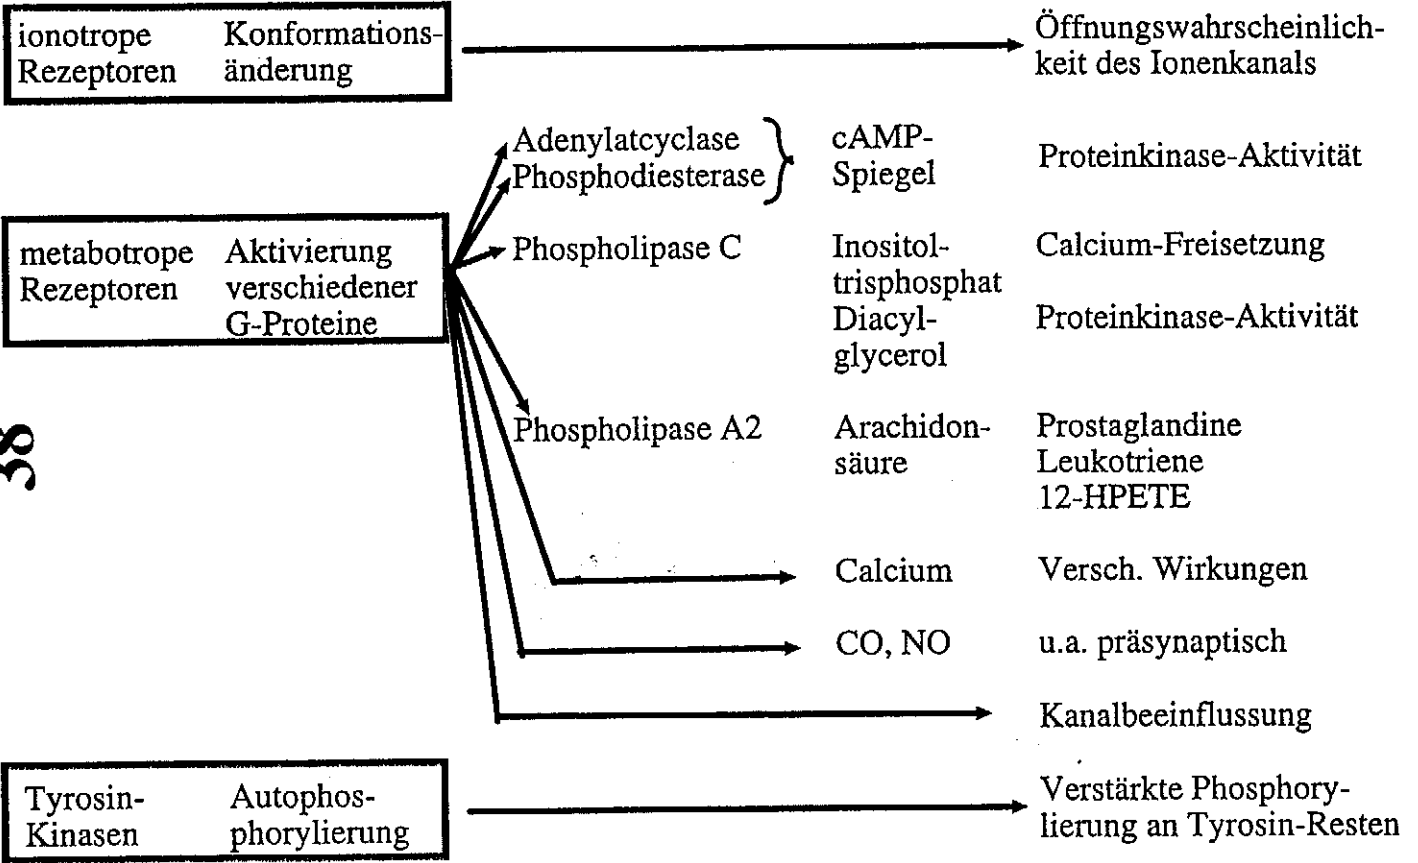 ionotrope Konformations- Öffnungswahrscheinlich-
Rezeptoren änderung keit des Ionenkanals
Adenylatcyclase cAMP- Proteinkinase-Aktivität
Phosphodiesterase Spiegel
metabotrope Aktivierung
Rezeptoren verschiedener
G-Proteine
Phospholipase C Inositol- Calcium-Freisetzung
trisphosphat
Diacyl- Proteinkinase-Aktivität
glycerol
38
Phospholipase A2 Arachidon- Prostaglandine
säure Leukotriene
12-HPETE
Calcium Versch. Wirkungen
CO, NO u.a. präsynaptisch
Kanalbeeinflussung
Tyrosin- Autophos- Verstärkte Phosphory-
Kinasen phorylierung lierung an Tyrosin-Resten